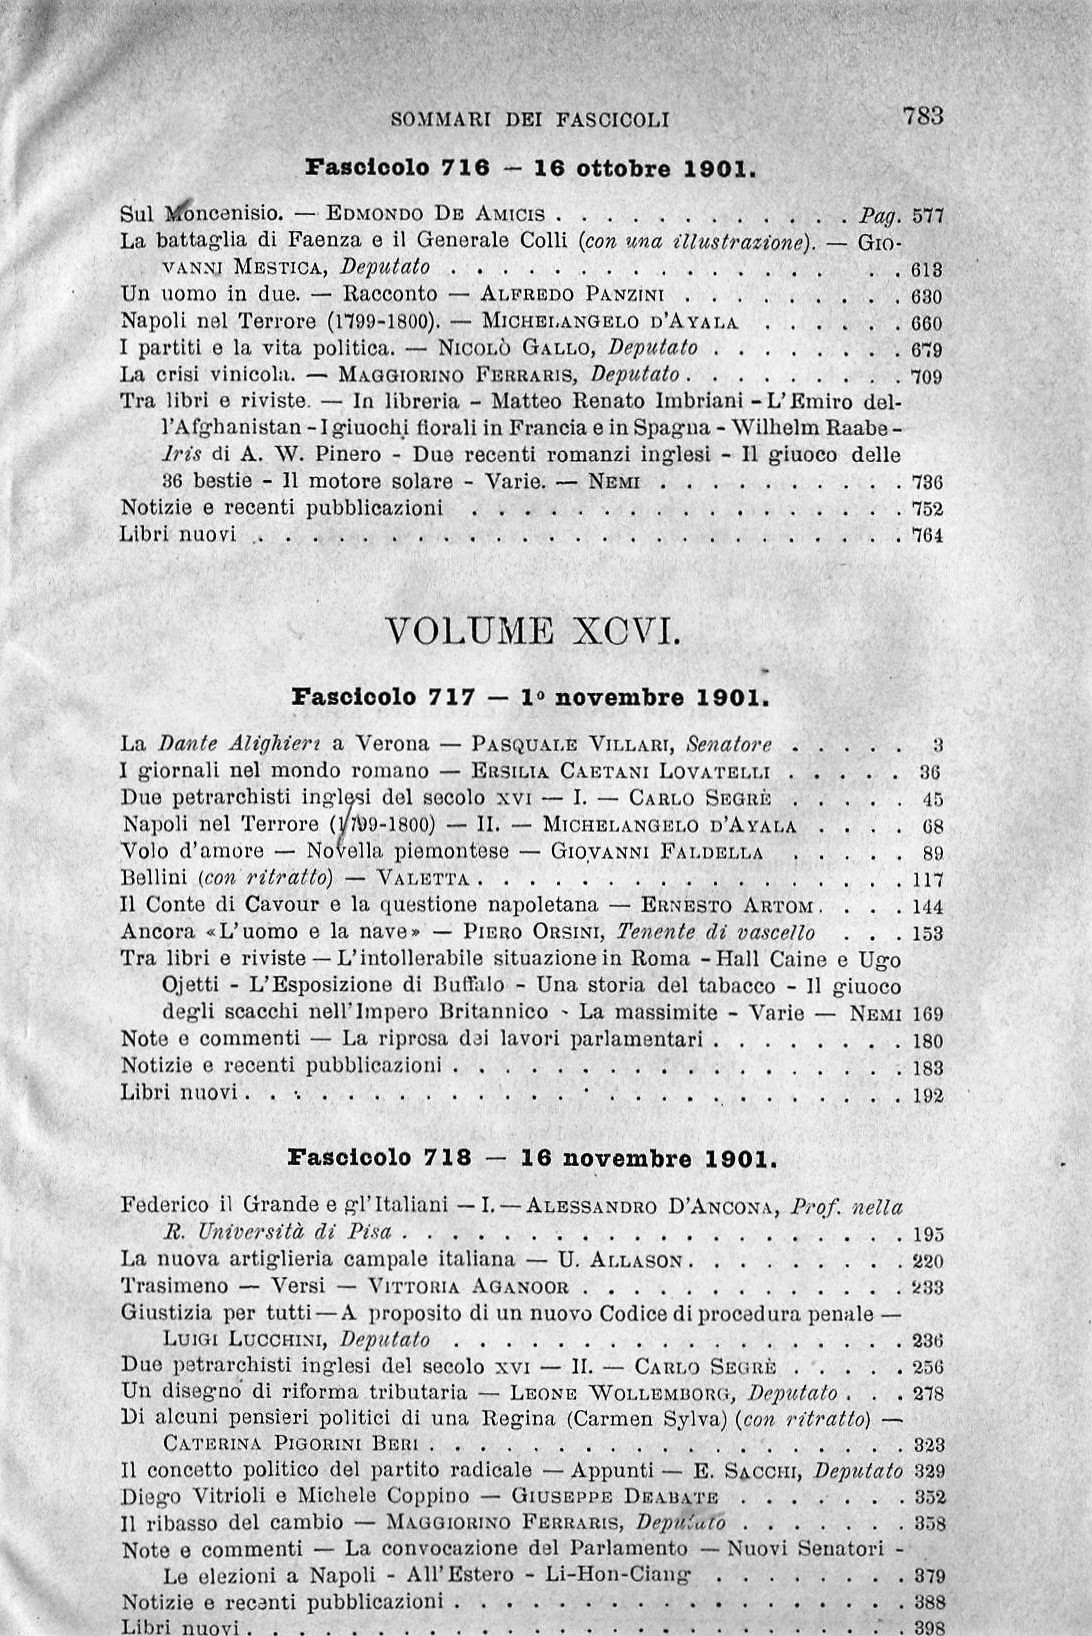 SOMMARI DEI FASCICOLI 783
Fascicolo 716 — 16 ottobre 1901.
Sul Moncenisio. — EDMONDO DE AMICIS . . . . . . . . . . . . Pag. 577
La battaglia di Faenza e il Generale Colli (con una illustrazione). — GIO-
VANNI MESTICA, Deputato . . . . . . . . . . . . . . . . . 613
Un uomo in due. — Racconto — ALFREDO PANZINI . . . . . . . . . 630
Napoli nel Terrore (1799-1800). — MICHELANGELO D'AYALA . . . . . . 660
I partiti e la vita politica. — NICOLÒ GALLO, Deputato . . . . . . . . 679
La crisi vinicola. — MAGGIORINO FERRARIS, Deputato . . . . . . . . . 709
Tra libri e riviste. — In libreria - Matteo Renato Imbriani - L'Emiro del-
l'Afghanistan - I giuochi florali in Francia e in Spagna - Wilhelm Raabe -
Iris di A. W. Pinero - Due recenti romanzi inglesi - Il giuoco delle
36 bestie - Il motore solare - Varie. — NEMI . . . . . . . . . . 736
Notizie e recenti pubblicazioni . . . . . . . . . . . . . . . . . 752
Libri nuovi . . . . . . . . . . . . . . . . . . . . . . . . . 764
VOLUME XCVI.
Fascicolo 717 — 1º novembre 1901.
La Dante Alighieri a Verona — PASQUALE VILLARI, Senatore . . . . . 3
I giornali nel mondo romano — ERSILIA CAETANI LOVATELLI . . . . . 36
Due petrarchisti inglesi del secolo XVI — I. — CARLO SEGRÈ . . . . . 45
Napoli nel Terrore (1799-1800) — II. — MICHELANGELO D'AYALA . . . . 68
Volo d'amore — Novella piemontese — GIOVANNI FALDELLA . . . . . 89
Bellini (con ritratto) — VALETTA . . . . . . . . . . . . . . . . . 117
Il Conte di Cavour e la questione napoletana — ERNESTO ARTOM . . . . 144
Ancora «L'uomo e la nave» — PIERO ORSINI, Tenente di vascello . . . 153
Tra libri e riviste — L'intollerabile situazione in Roma - Hall Caine e Ugo
Ojetti - L'Esposizione di Buffalo - Una storia del tabacco - Il giuoco
degli scacchi nell'Impero Britannico - La massimite - Varie — NEMI 169
Note e commenti — La ripresa dei lavori parlamentari . . . . . . . . 180
Notizie e recenti pubblicazioni . . . . . . . . . . . . . . . . . . 183
Libri nuovi . . . . . . . . . . . . . . . . . . . . . . . . . . 192
Fascicolo 718 — 16 novembre 1901.
Federico il Grande e gl'Italiani — I. — ALESSANDRO D'ANCONA, Prof. nella
R. Università di Pisa . . . . . . . . . . . . . . . . . . . . 195
La nuova artiglieria campale italiana — U. ALLASON . . . . . . . . . 220
Trasimeno — Versi — VITTORIA AGANOOR . . . . . . . . . . . . . 233
Giustizia per tutti — A proposito di un nuovo Codice di procedura penale —
LUIGI LUCCHINI, Deputato . . . . . . . . . . . . . . . . . . 236
Due petrarchisti inglesi del secolo XVI — II. — CARLO SEGRÈ . . . . . 256
Un disegno di riforma tributaria — LEONE WOLLEMBORG, Deputato . . . 278
Di alcuni pensieri politici di una Regina (Carmen Sylva) (con ritratto) —
CATERINA PIGORINI BERI . . . . . . . . . . . . . . . . . . . 323
Il concetto politico del partito radicale — Appunti — E. SACCHI, Deputato 329
Diego Vitrioli e Michele Coppino — GIUSEPPE DEABATE . . . . . . . 352
Il ribasso del cambio — MAGGIORINO FERRARIS, Deputato . . . . . . . 358
Note e commenti — La convocazione del Parlamento — Nuovi Senatori -
Le elezioni a Napoli - All'Estero - Li-Hon-Ciang . . . . . . . . 379
Notizie e recenti pubblicazioni . . . . . . . . . . . . . . . . . . 388
Libri nuovi . . . . . . . . . . . . . . . . . . . . . . . . . . 398